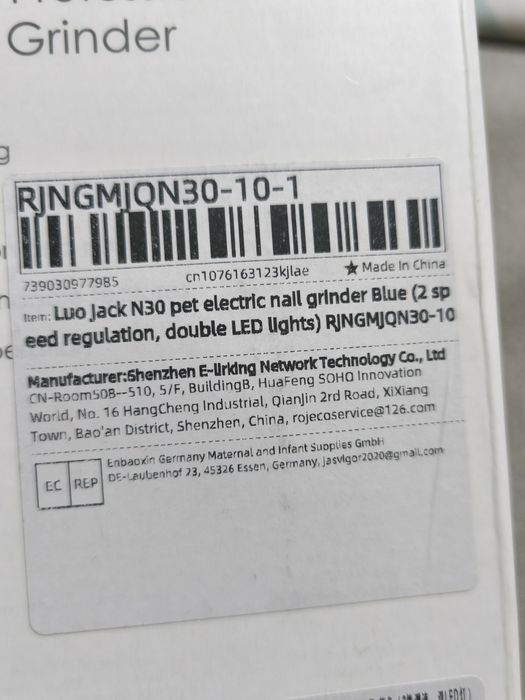 Grinder
RJNGMJQN30-10-1
739030977985 cn1076163123kjlae ★ Made In China
Item: Luo Jack N30 pet electric nail grinder Blue (2 sp
eed regulation, double LED lights) RJNGMJQN30-10
Manufacturer:Shenzhen E-linking Network Technology Co., Ltd
CN-Room508--510, 5/F, BuildingB, HuaFeng SOHO Innovation
World, No. 16 HangCheng Industrial, QianJin 2rd Road, XiXiang
Town, Bao'an District, Shenzhen, China, rojecoservice@126.com
EC REP
Enbaoxin Germany Maternal and Infant Supplies GmbH
DE-Laubenhof 23, 45326 Essen, Germany, jasvigor2020@gmail.com